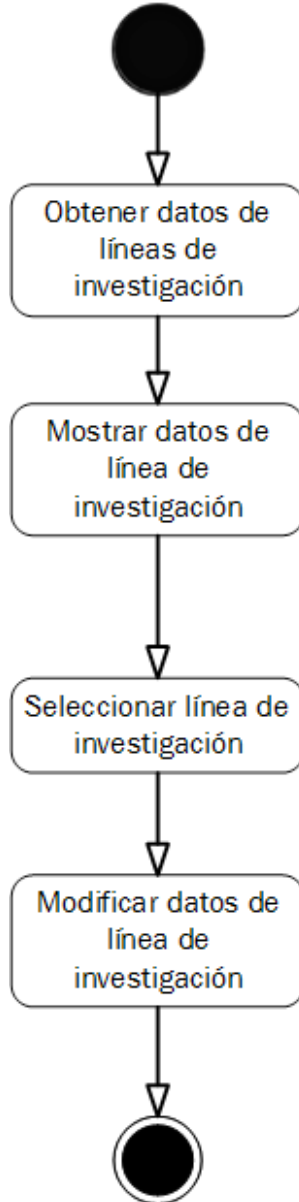 Obtener datos de
líneas de
investigación
Mostrar datos de
línea de
investigación
Seleccionar línea de
investigación
Modificar datos de
línea de
investigación